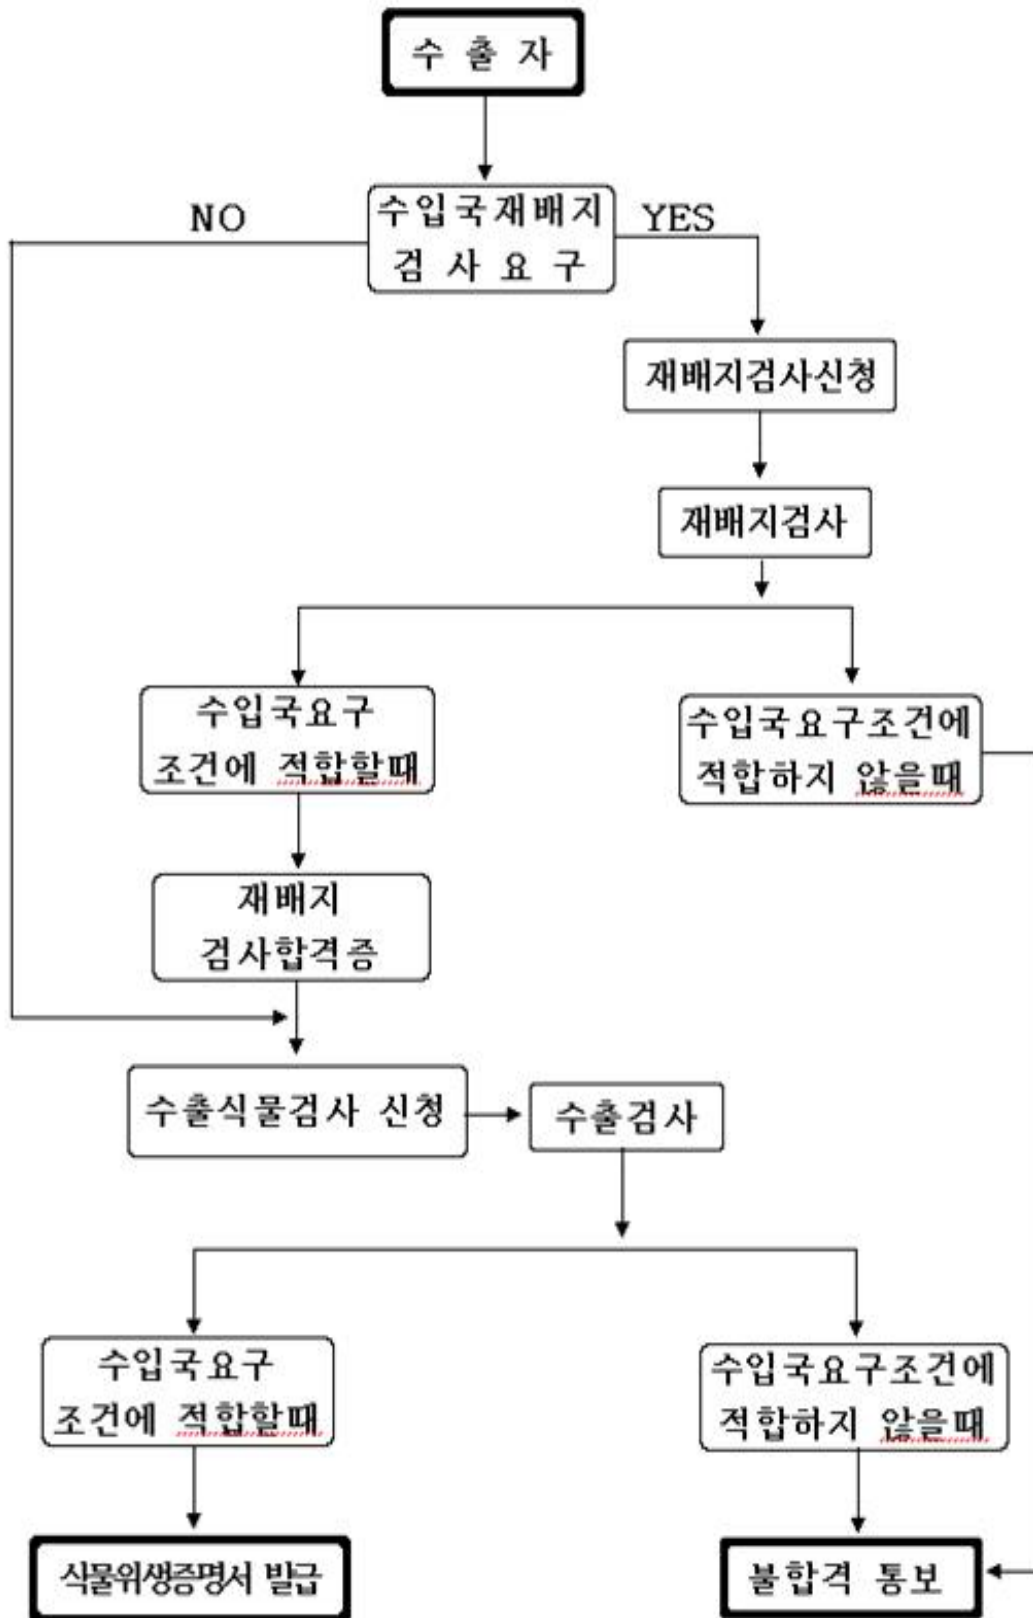 수 출 자
NO
수입국재배지
검 사 요 구
YES
재배지검사신청
재배지검사
수입국요구
조건에 적합할때
수입국요구조건에
적합하지 않을때
재배지
검사합격증
수출식물검사 신청
수출검사
수입국요구
조건에 적합할때
수입국요구조건에
적합하지 않을때
식물위생증명서 발급
불합격 통보